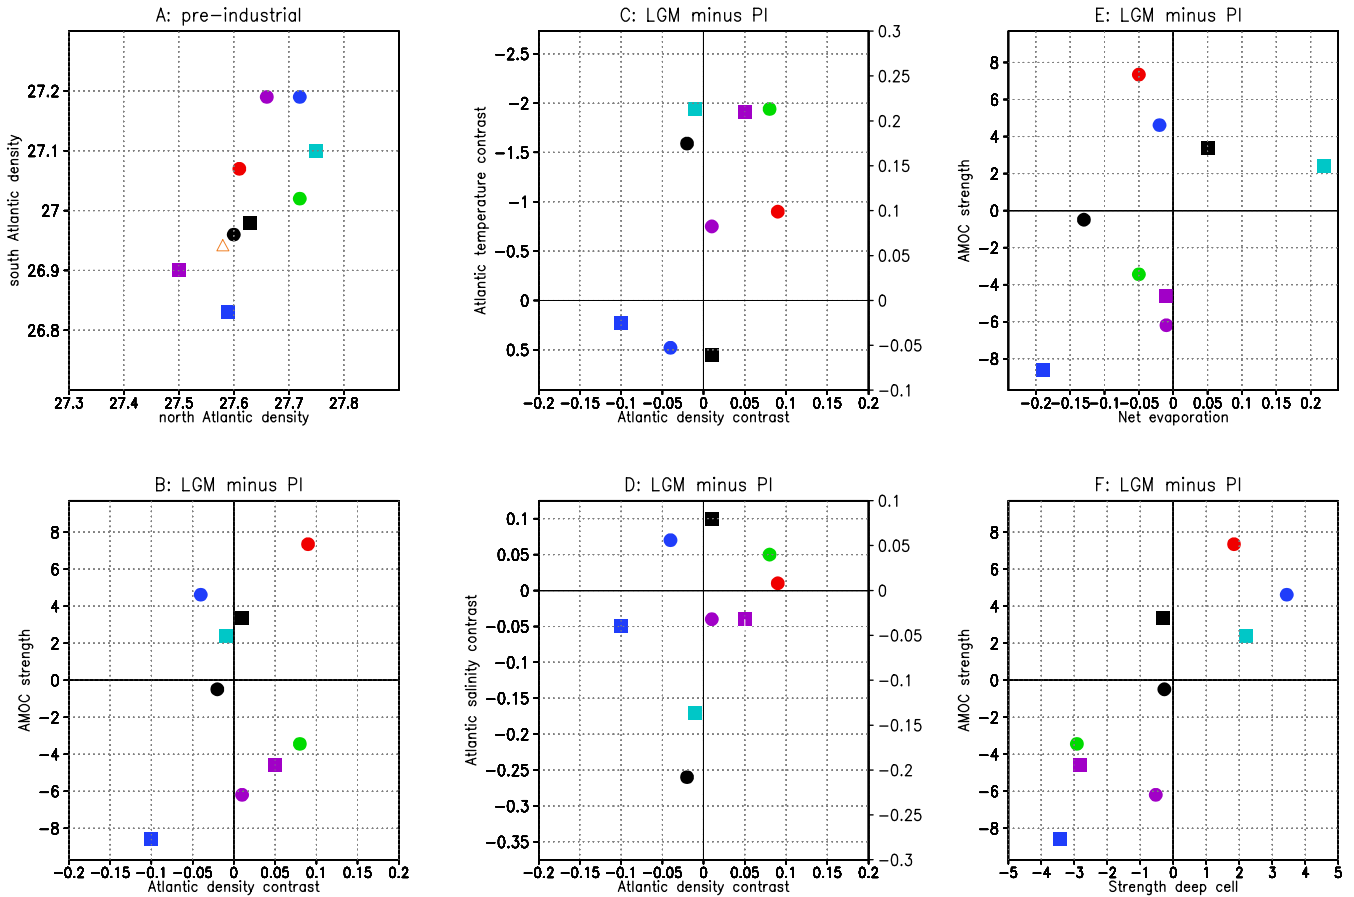 A: pre-industrial
27.2
27.1
27
26.9
26.8
south Atlantic density
27.3 27.4 27.5 27.6 27.7 27.8
north Atlantic density
C: LGM minus PI
-2.5
-2
-1.5
-1
-0.5
0
0.5
Atlantic temperature contrast
0.3
0.25
0.2
0.15
0.1
0.05
0
-0.05
-0.1
-0.2 -0.15 -0.1 -0.05 0 0.05 0.1 0.15 0.2
Atlantic density contrast
E: LGM minus PI
8
6
4
2
0
-2
-4
-6
-8
AMOC strength
-0.2 -0.15 -0.1 -0.05 0 0.05 0.1 0.15 0.2
Net evaporation
B: LGM minus PI
8
6
4
2
0
-2
-4
-6
-8
AMOC strength
-0.2 -0.15 -0.1 -0.05 0 0.05 0.1 0.15 0.2
Atlantic density contrast
D: LGM minus PI
0.1
0.05
0
-0.05
-0.1
-0.15
-0.2
-0.25
-0.3
-0.35
Atlantic salinity contrast
0.1
0.05
0
-0.05
-0.1
-0.15
-0.2
-0.25
-0.3
-0.2 -0.15 -0.1 -0.05 0 0.05 0.1 0.15 0.2
Atlantic density contrast
F: LGM minus PI
8
6
4
2
0
-2
-4
-6
-8
AMOC strength
-5 -4 -3 -2 -1 0 1 2 3 4 5
Strength deep cell